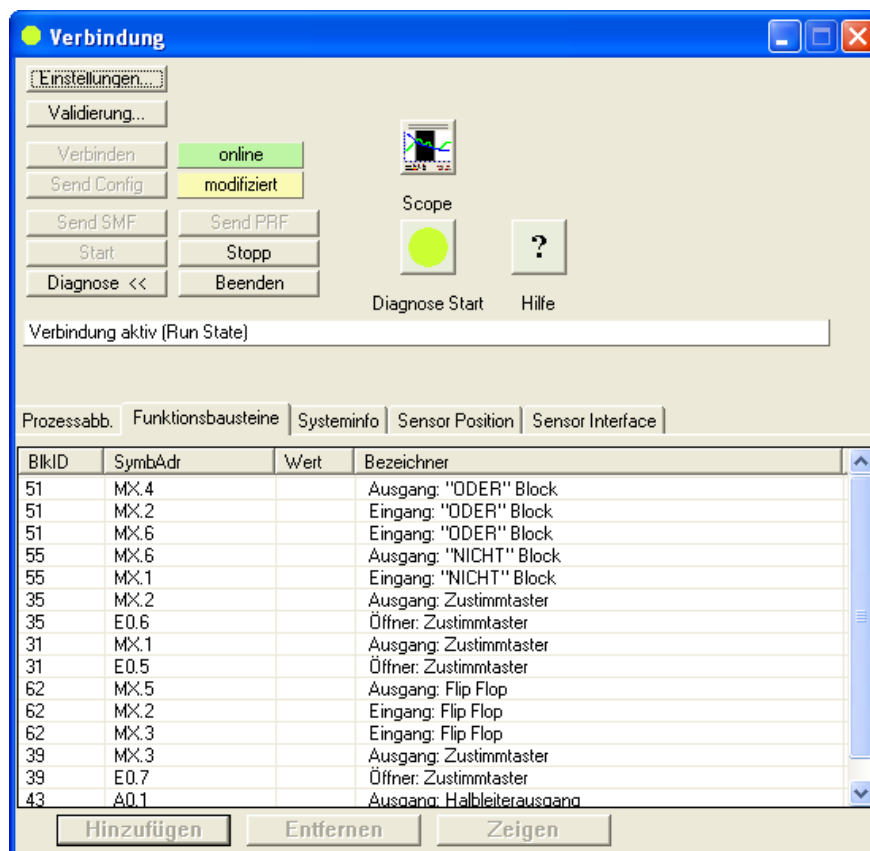 Verbindung
Einstellungen...
Validierung...
Verbinden online
Send Config modifiziert
Scope
Send SMF Send PRF
Start Stopp
?
Diagnose << Beenden
Diagnose Start Hilfe
Verbindung aktiv (Run State)
Prozessabb. Funktionsbausteine Systeminfo Sensor Position Sensor Interface
BlkID SymbAdr Wert Bezeichner
51 MX.4 Ausgang: "ODER" Block
51 MX.2 Eingang: "ODER" Block
51 MX.6 Eingang: "ODER" Block
55 MX.6 Ausgang: "NICHT" Block
55 MX.1 Eingang: "NICHT" Block
35 MX.2 Ausgang: Zustimmtaster
35 E0.6 Öffner: Zustimmtaster
31 MX.1 Ausgang: Zustimmtaster
31 E0.5 Öffner: Zustimmtaster
62 MX.5 Ausgang: Flip Flop
62 MX.2 Eingang: Flip Flop
62 MX.3 Eingang: Flip Flop
39 MX.3 Ausgang: Zustimmtaster
39 E0.7 Öffner: Zustimmtaster
43 A0.1 Ausgang: Halbleiterausgang
Hinzufügen Entfernen Zeigen